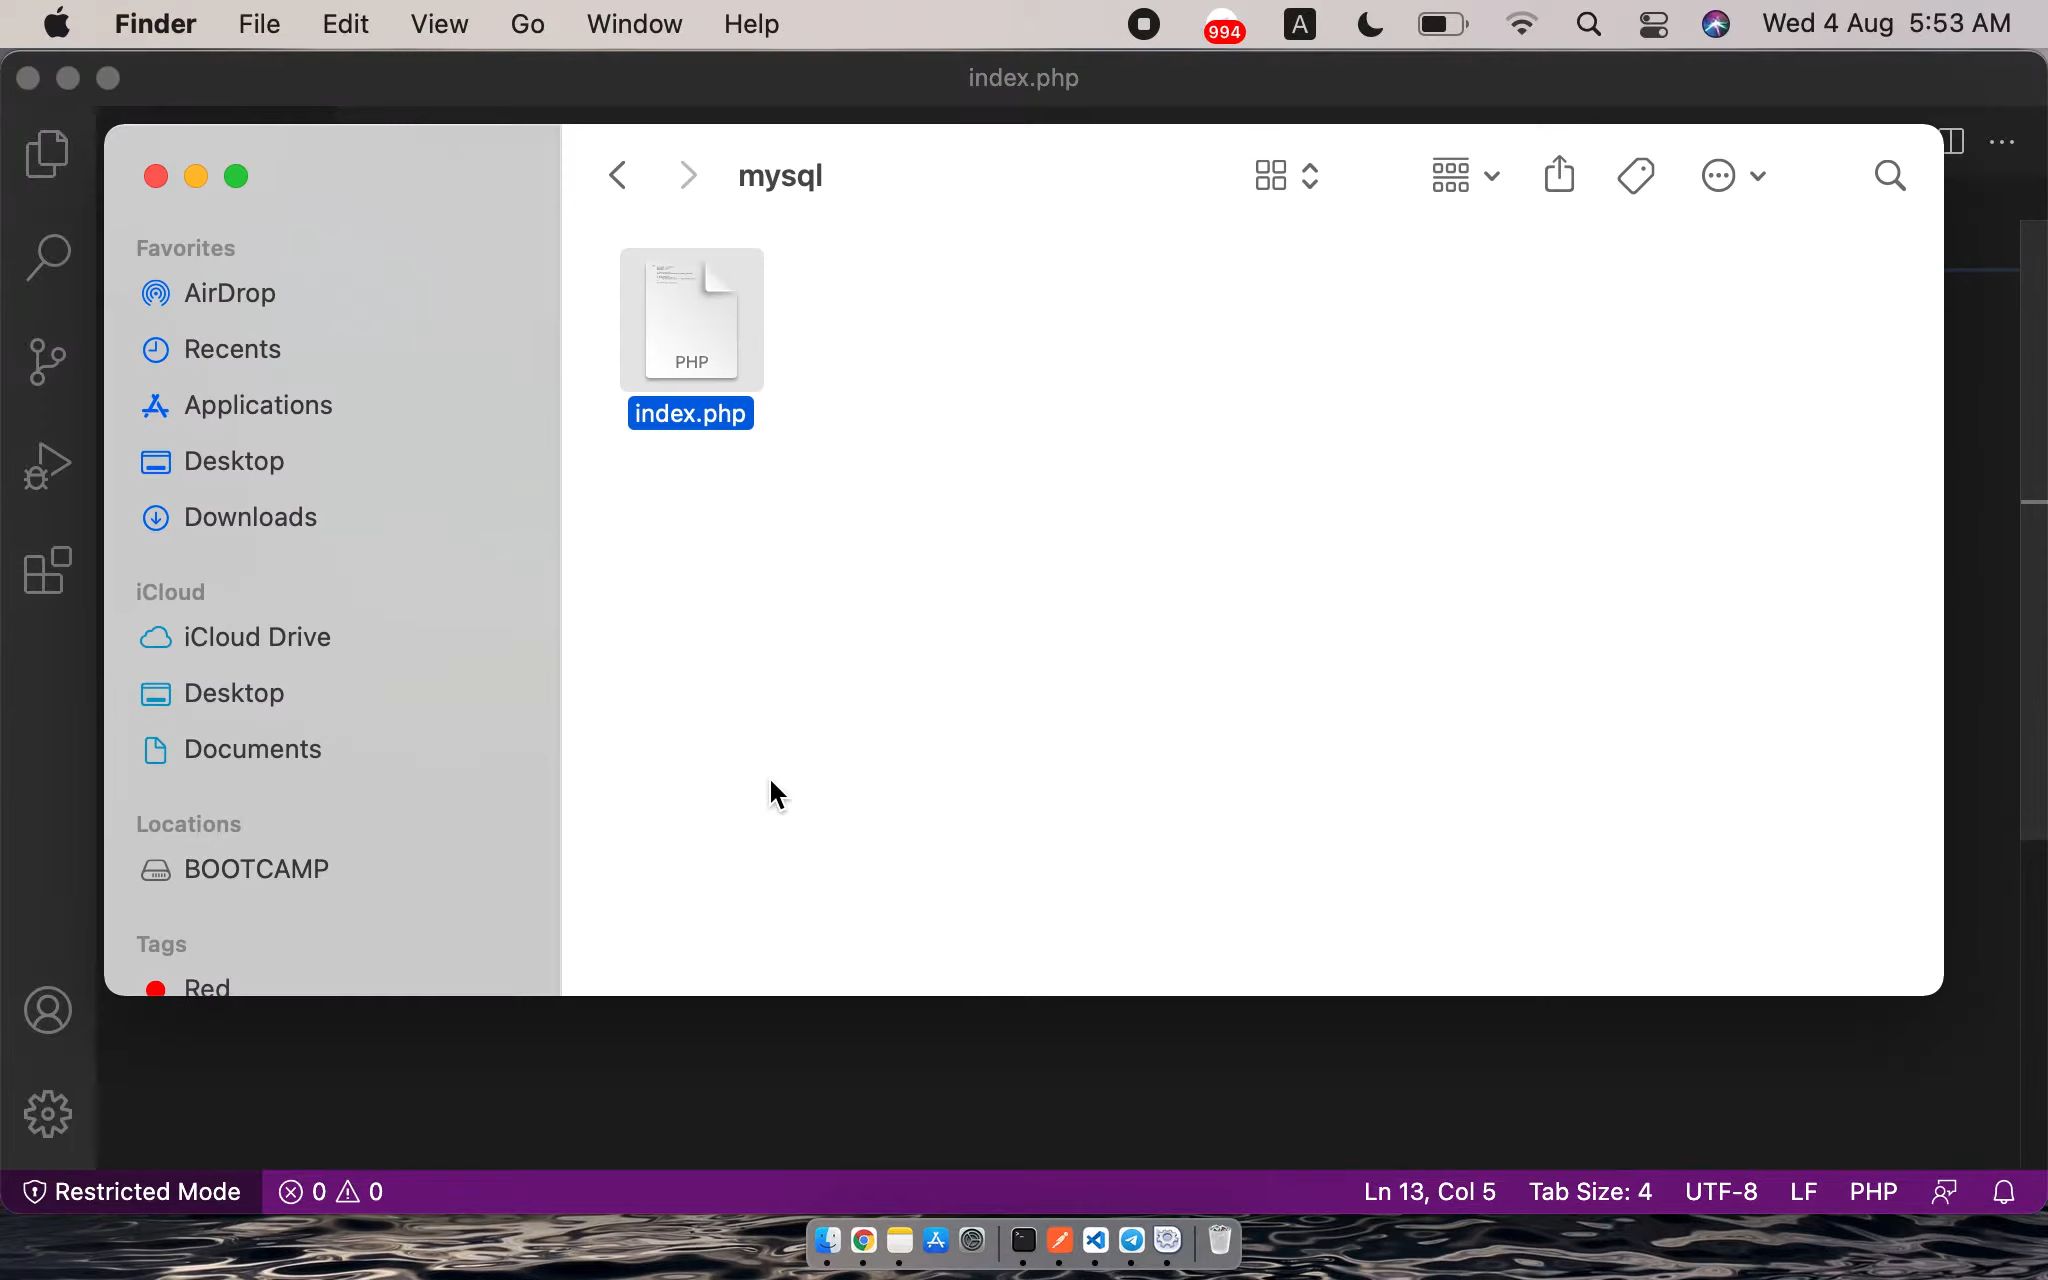 Finder File Edit View Go Window Help 994 A Wed 4 Aug 5:53 AM
index.php
mysql
Favorites
AirDrop
Recents
Applications
Desktop
Downloads
iCloud
iCloud Drive
Desktop
Documents
Locations
BOOTCAMP
Tags
Red
PHP
index.php
Restricted Mode 0 0 Ln 13, Col 5 Tab Size: 4 UTF-8 LF PHP